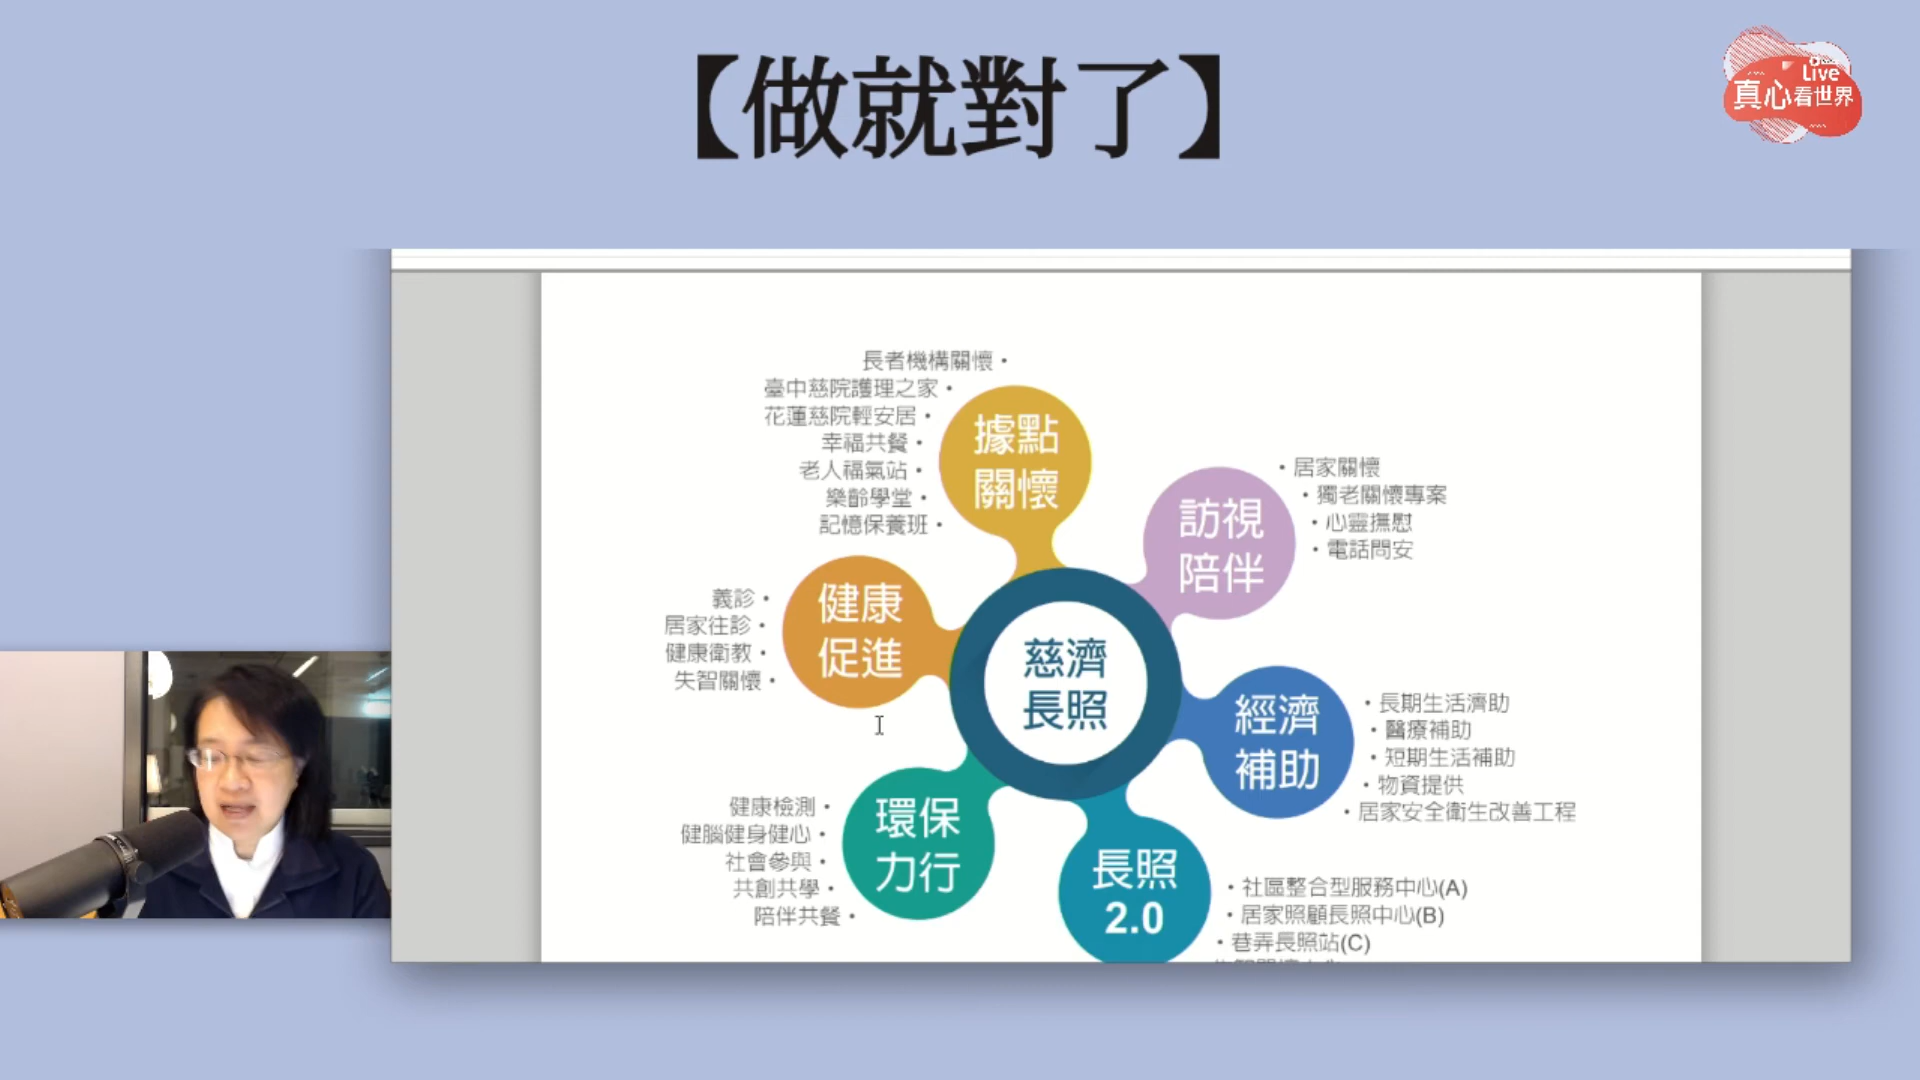 【做就對了】
Live
真心看世界
長者機構關懷•
臺中慈院護理之家•
花蓮慈院輕安居•
幸福共餐•
老人福氣站•
樂齡學堂•
記憶保養班•
據點
關懷
訪視
陪伴
•居家關懷
•獨老關懷專案
•心靈撫慰
•電話問安
義診•
居家往診•
健康衛教•
失智關懷•
健康
促進
慈濟
長照
經濟
補助
•長期生活濟助
•醫療補助
•短期生活補助
•物資提供
•居家安全衛生改善工程
健康檢測•
健腦健身健心•
社會參與•
共創共學•
陪伴共餐•
環保
力行
長照
2.0
•社區整合型服務中心(A)
•居家照顧長照中心(B)
•巷弄長照站(C)